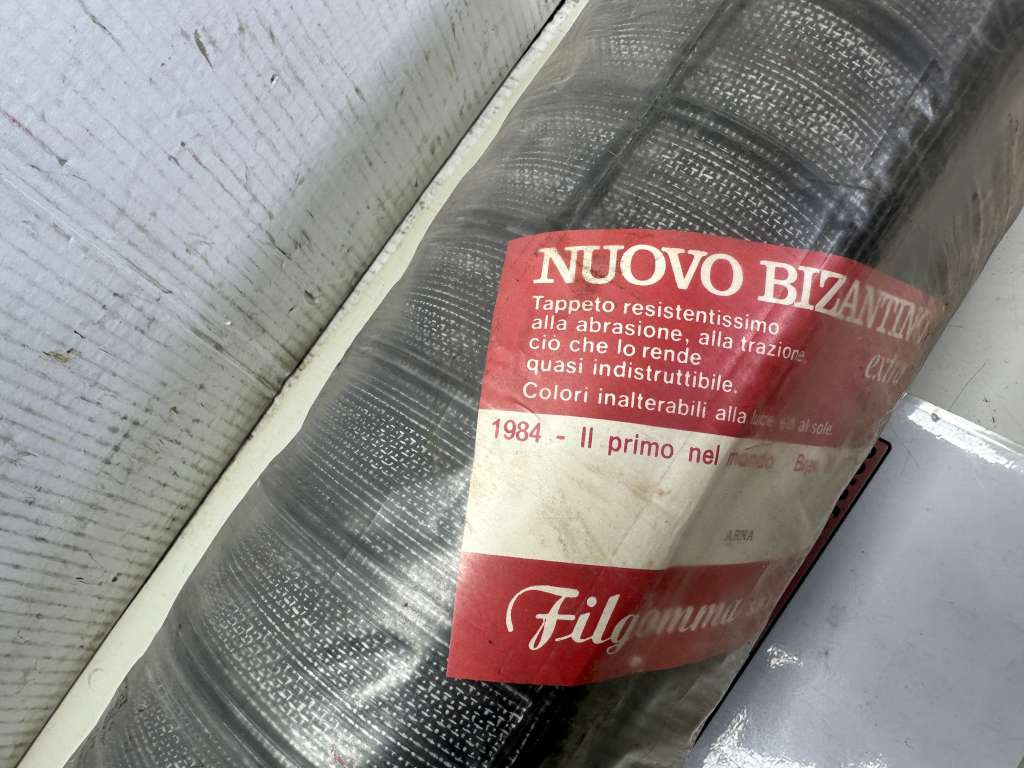 NUOVO BIZANTINO
extra
Tappeto resistentissimo
alla abrasione, alla trazione,
ciò che lo rende
quasi indistruttibile.
Colori inalterabili alla luce ed al sole.
1984 - Il primo nel mondo.
ARNA
Filgomma